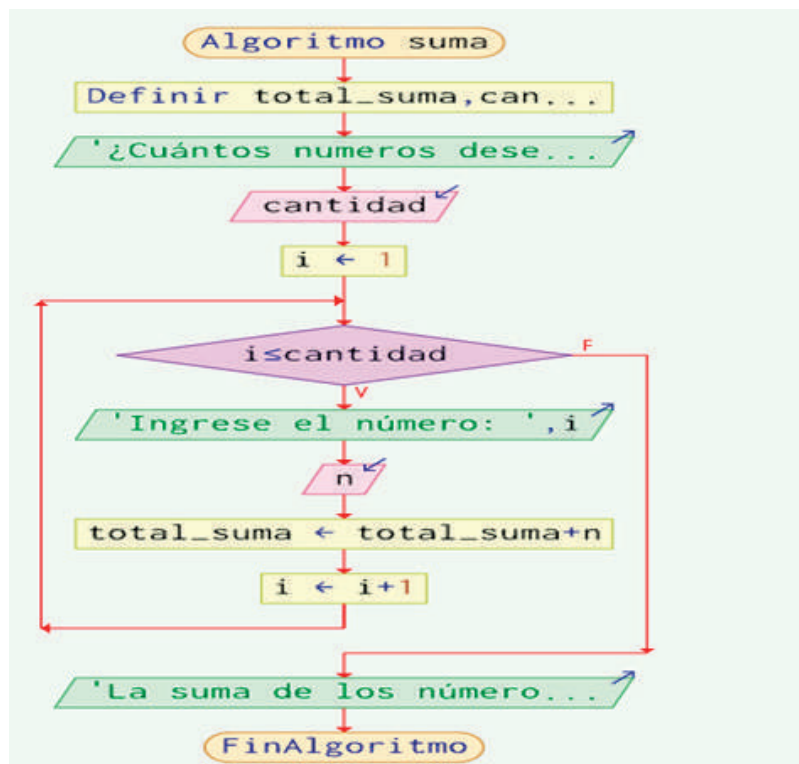 Algoritmo suma
Definir total_suma,can...
'¿Cuántos numeros dese...
cantidad
i ← 1
i≤cantidad
F
V
'Ingrese el número: ',i
n
total_suma ← total_suma+n
i ← i+1
'La suma de los número...
FinAlgoritmo